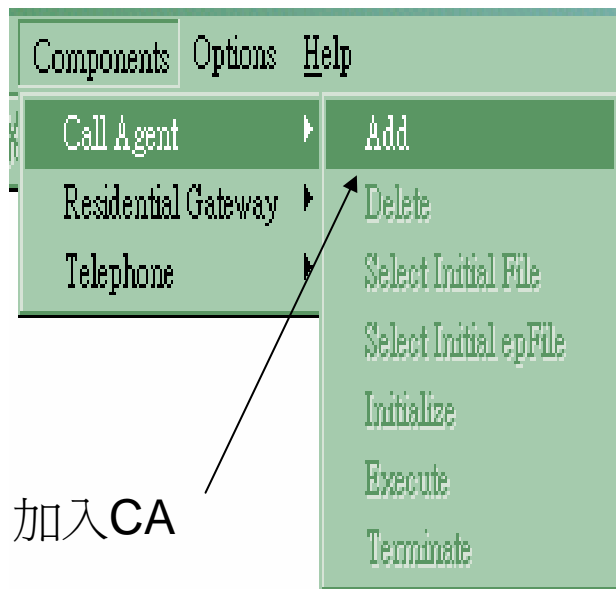 Components Options Help
Call Agent
Residential Gateway
Telephone
Add
Delete
Select Initial File
Select Initial epFile
Initialize
Execute
Terminate
加入CA